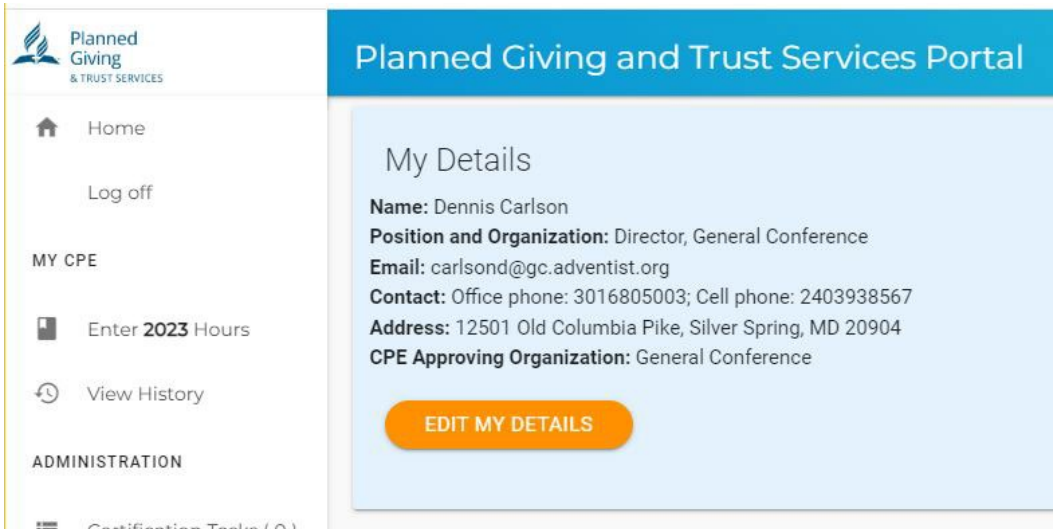 Planned
Giving
& TRUST SERVICES
Planned Giving and Trust Services Portal
Home
Log off
MY CPE
Enter 2023 Hours
View History
ADMINISTRATION
Certification Tasks ( 0 )
My Details
Name: Dennis Carlson
Position and Organization: Director, General Conference
Email: carlsond@gc.adventist.org
Contact: Office phone: 3016805003; Cell phone: 2403938567
Address: 12501 Old Columbia Pike, Silver Spring, MD 20904
CPE Approving Organization: General Conference
EDIT MY DETAILS